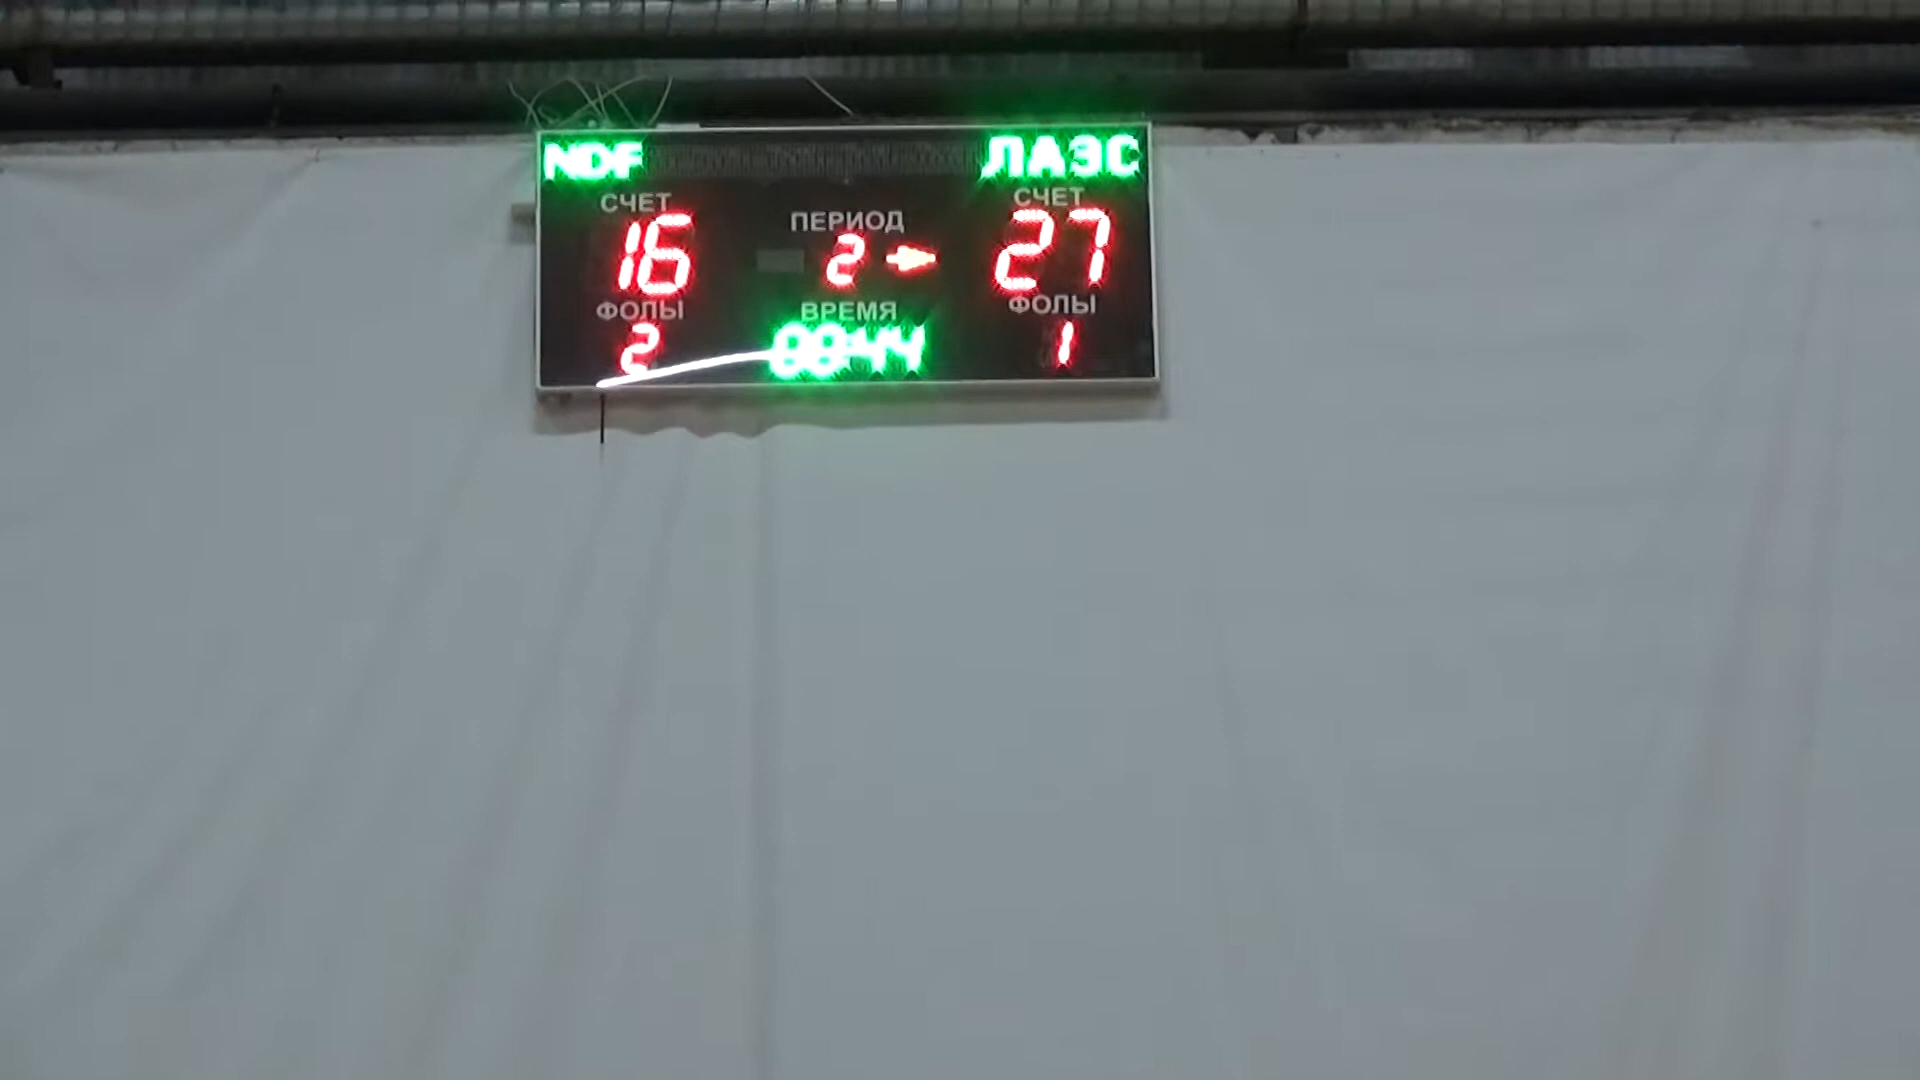 NDF ЛАЭС
СЧЕТ СЧЕТ
16 ПЕРИОД 27
2
ФОЛЫ ВРЕМЯ ФОЛЫ
2 1